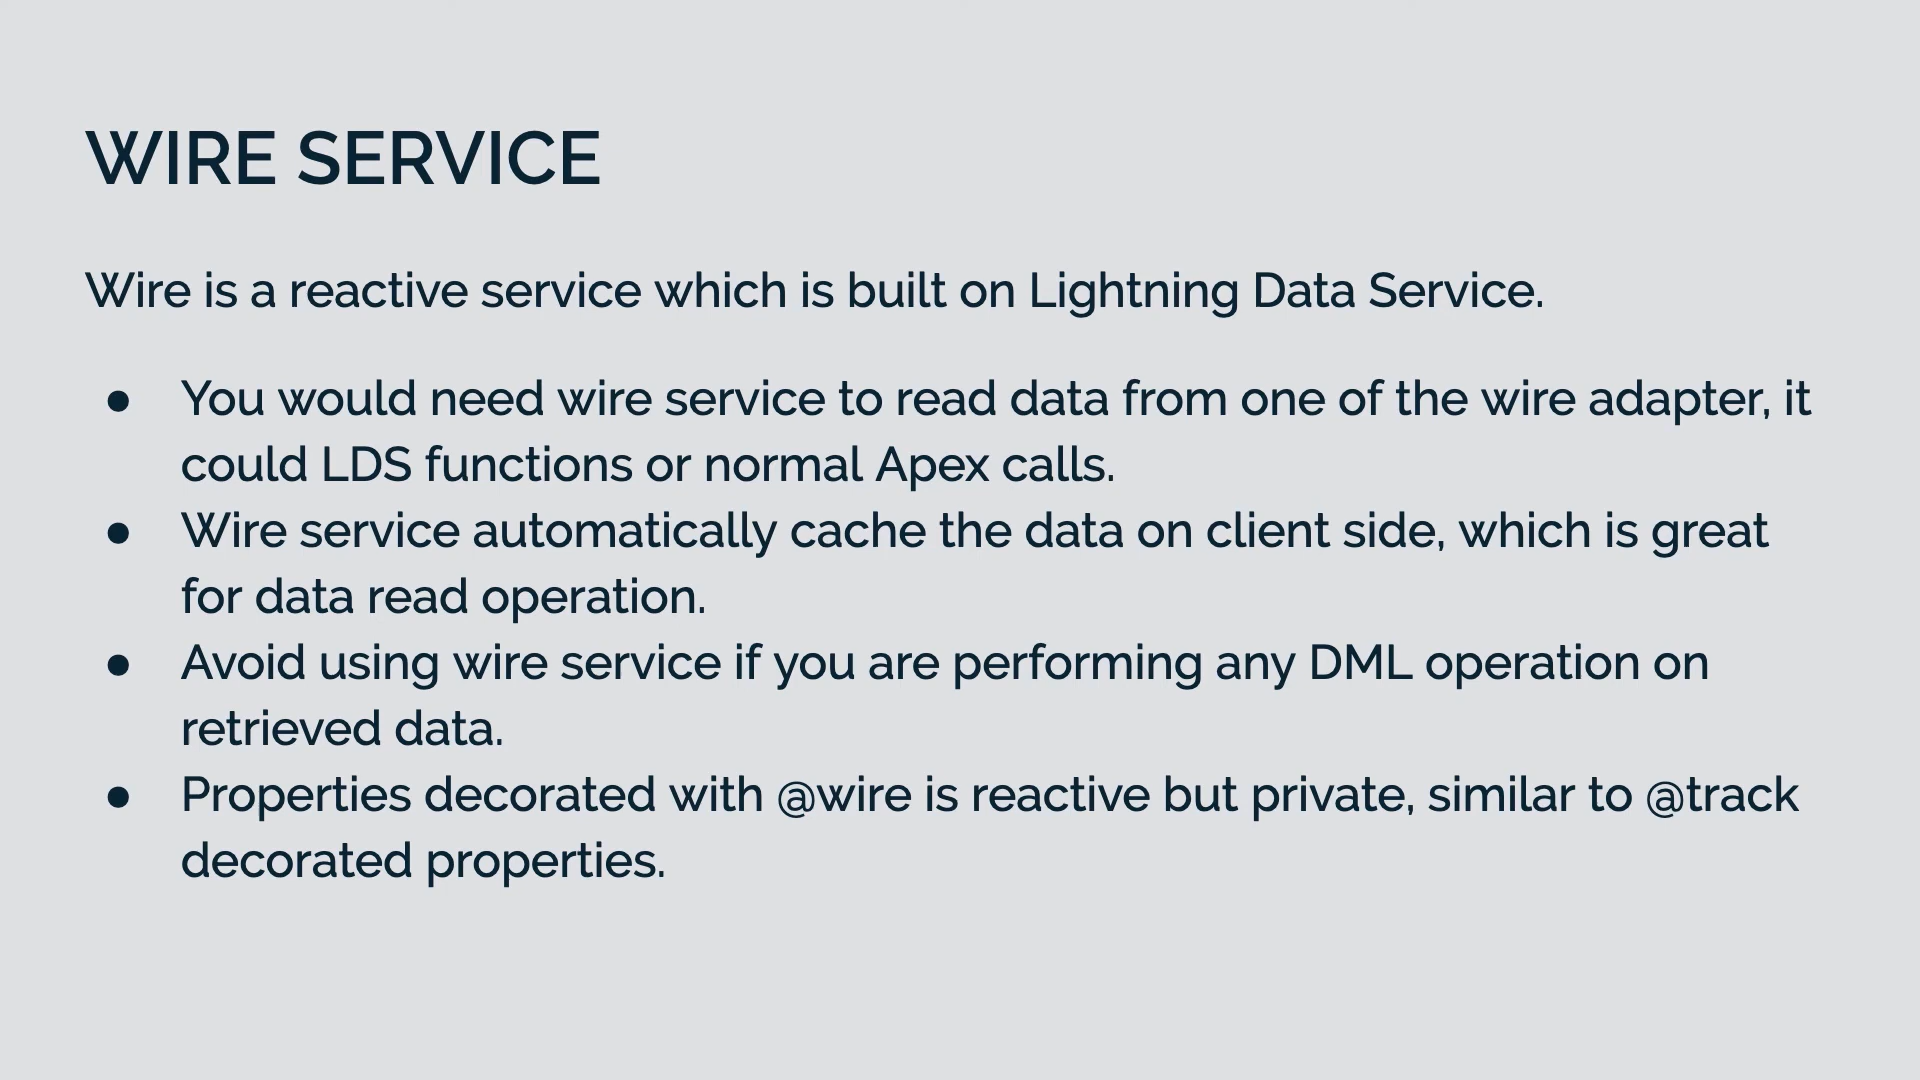 WIRE SERVICE
Wire is a reactive service which is built on Lightning Data Service.
● You would need wire service to read data from one of the wire adapter, it
could LDS functions or normal Apex calls.
● Wire service automatically cache the data on client side, which is great
for data read operation.
● Avoid using wire service if you are performing any DML operation on
retrieved data.
● Properties decorated with @wire is reactive but private, similar to @track
decorated properties.